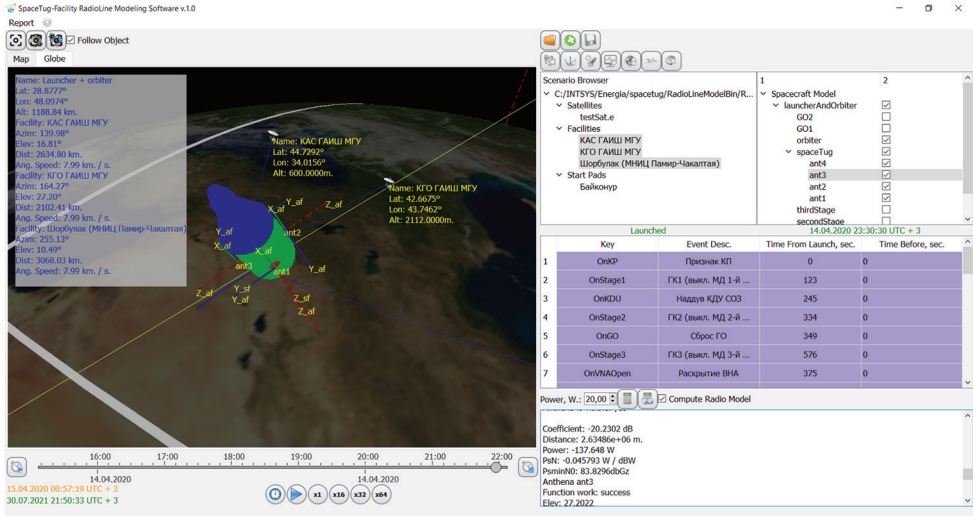 SpaceTug-Facility RadioLine Modeling Software v.1.0
Report
Follow Object
Map Globe
Name: Launcher + orbiter
Lat: 28.8777°
Lon: 48.0974°
Alt: 1188.84 km.
Facility: КАС ГАИШ МГУ
Azim: 139.98°
Elev: 16.81°
Dist: 2634.80 km.
Ang. Speed: 7.99 km. / s.
Facility: КГО ГАИШ МГУ
Azim: 164.27°
Elev: 27.20°
Dist: 2102.41 km.
Ang. Speed: 7.99 km. / s.
Facility: Шорбулак (МНИЦ Памир-Чакалтая)
Azim: 255.13°
Elev: 10.49°
Dist: 3068.03 km.
Ang. Speed: 7.99 km. / s.
Name: КАС ГАИШ МГУ
Lat: 44.7292°
Lon: 34.0156°
Alt: 600.0000m.
Name: КГО ГАИШ МГУ
Lat: 42.6675°
Lon: 43.7462°
Alt: 2112.0000m.
X_af Y_af Z_af
Y_af ant2
X_af X_af
ant3 ant1 Y_af
Z_af Y_sf Z_sf
Y_af Z_af
16:00 17:00 18:00 19:00 20:00 21:00 22:00
14.04.2020 14.04.2020
15.04.2020 00:57:19 UTC + 3
30.07.2021 21:50:33 UTC + 3
x1 x16 x32 x64
Scenario Browser
C:/INTSYS/Energia/spacetug/RadioLineModelBin/R...
Satellites
testSat.e
Facilities
КАС ГАИШ МГУ
КГО ГАИШ МГУ
Шорбулак (МНИЦ Памир-Чакалтая)
Start Pads
Байконур
1 2
Spacecraft Model
launcherAndOrbiter
GO2
GO1
orbiter
spaceTug
ant4
ant3
ant2
ant1
thirdStage
secondStage
Launched 14.04.2020 23:30:30 UTC + 3
Key Event Desc. Time From Launch, sec. Time Before, sec.
1 OnKP Признак КП 0 0
2 OnStage1 ГК1 (выкл. МД 1-й ... 123 0
3 OnKDU Наддув КДУ СОЗ 245 0
4 OnStage2 ГК2 (выкл. МД 2-й ... 334 0
5 OnGO Сброс ГО 349 0
6 OnStage3 ГК3 (выкл. МД 3-й ... 576 0
7 OnVNAOpen Раскрытие ВНА 375 0
Power, W.: 20,00 Compute Radio Model
Coefficient: -20.2302 dB
Distance: 2.63486e+06 m.
Power: -137.648 W
PsN: -0.045793 W / dBW
PsminN0: 83.8296dbGz
Anthena ant3
Function work: success
Elev: 27.2022